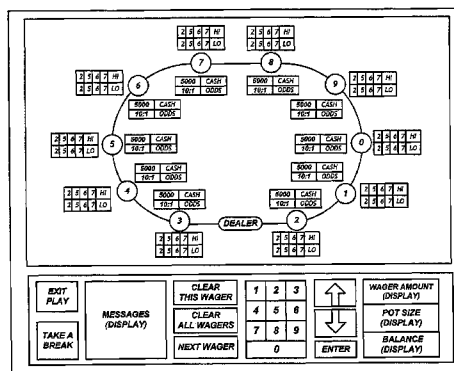 2 5 6 7 HI
2 5 6 7 LO
7
5000 CASH
10:1 ODDS
2 5 6 7 HI
2 5 6 7 LO
8
5000 CASH
10:1 ODDS
2 5 6 7 HI
2 5 6 7 LO
6
5000 CASH
10:1 ODDS
2 5 6 7 HI
2 5 6 7 LO
9
5000 CASH
10:1 ODDS
2 5 6 7 HI
2 5 6 7 LO
5
5000 CASH
10:1 ODDS
2 5 6 7 HI
2 5 6 7 LO
0
5000 CASH
10:1 ODDS
2 5 6 7 HI
2 5 6 7 LO
4
5000 CASH
10:1 ODDS
2 5 6 7 HI
2 5 6 7 LO
1
5000 CASH
10:1 ODDS
2 5 6 7 HI
2 5 6 7 LO
3
5000 CASH
10:1 ODDS
2 5 6 7 HI
2 5 6 7 LO
DEALER
2
5000 CASH
10:1 ODDS
2 5 6 7 HI
2 5 6 7 LO
EXIT
PLAY
TAKE A
BREAK
MESSAGES
(DISPLAY)
CLEAR
THIS WAGER
CLEAR
ALL WAGERS
NEXT WAGER
1 2 3
4 5 6
7 8 9
0
ENTER
WAGER AMOUNT
(DISPLAY)
POT SIZE
(DISPLAY)
BALANCE
(DISPLAY)